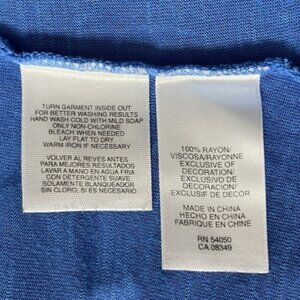 TURN GARMENT INSIDE OUT
FOR BETTER WASHING RESULTS
HAND WASH COLD WITH MILD SOAP
ONLY NON-CHLORINE
BLEACH WHEN NEEDED
LAY FLAT TO DRY
WARM IRON IF NECESSARY
VOLVER AL REVES ANTES
PARA MEJORES RESULTADOS
LAVAR A MANO EN AGUA FRIA
CON DETERGENTE SUAVE
SOLAMENTE BLANQUEADOR
SIN CLORO, SI ES NECESARIO
100% RAYON/
VISCOSA/RAYONNE
EXCLUSIVE OF
DECORATION/
EXCLUSIVO DE
DECORACION/
EXCLUSIF DE DECOR
MADE IN CHINA
HECHO EN CHINA
FABRIQUE EN CHINE
RN 54050
CA 08349